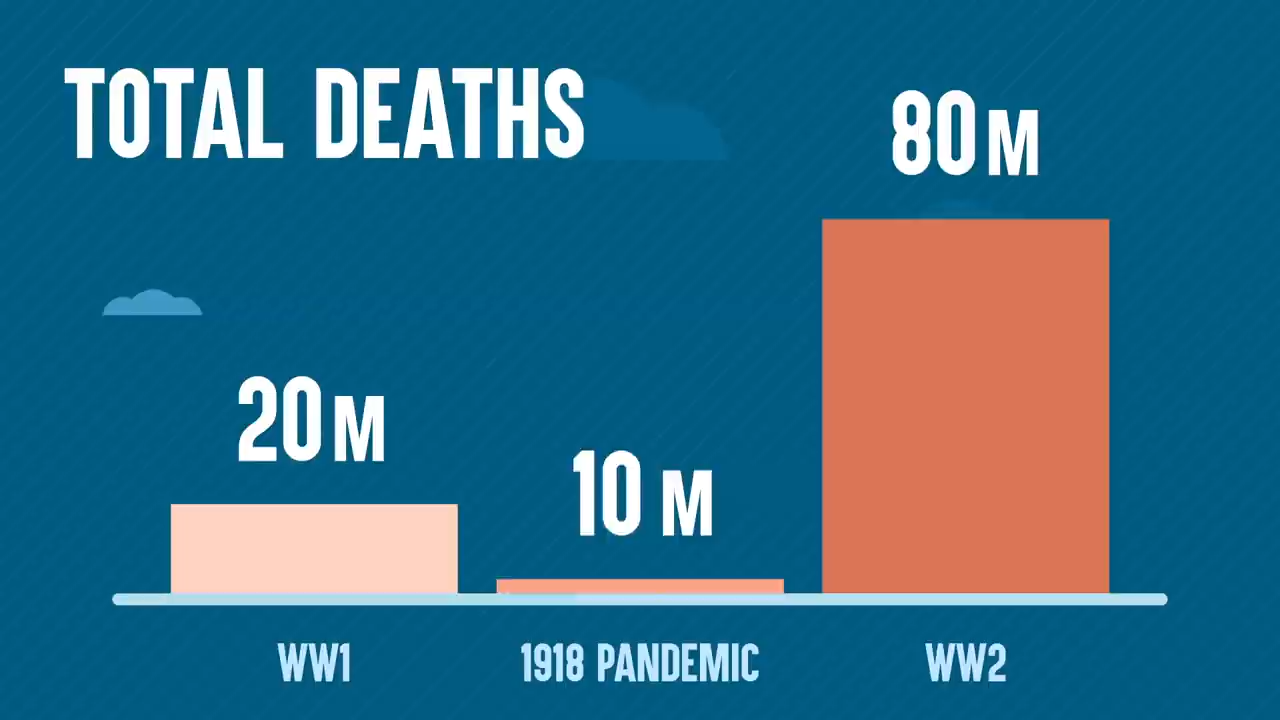 TOTAL DEATHS
80 M
20 M
10 M
WW1
1918 PANDEMIC
WW2